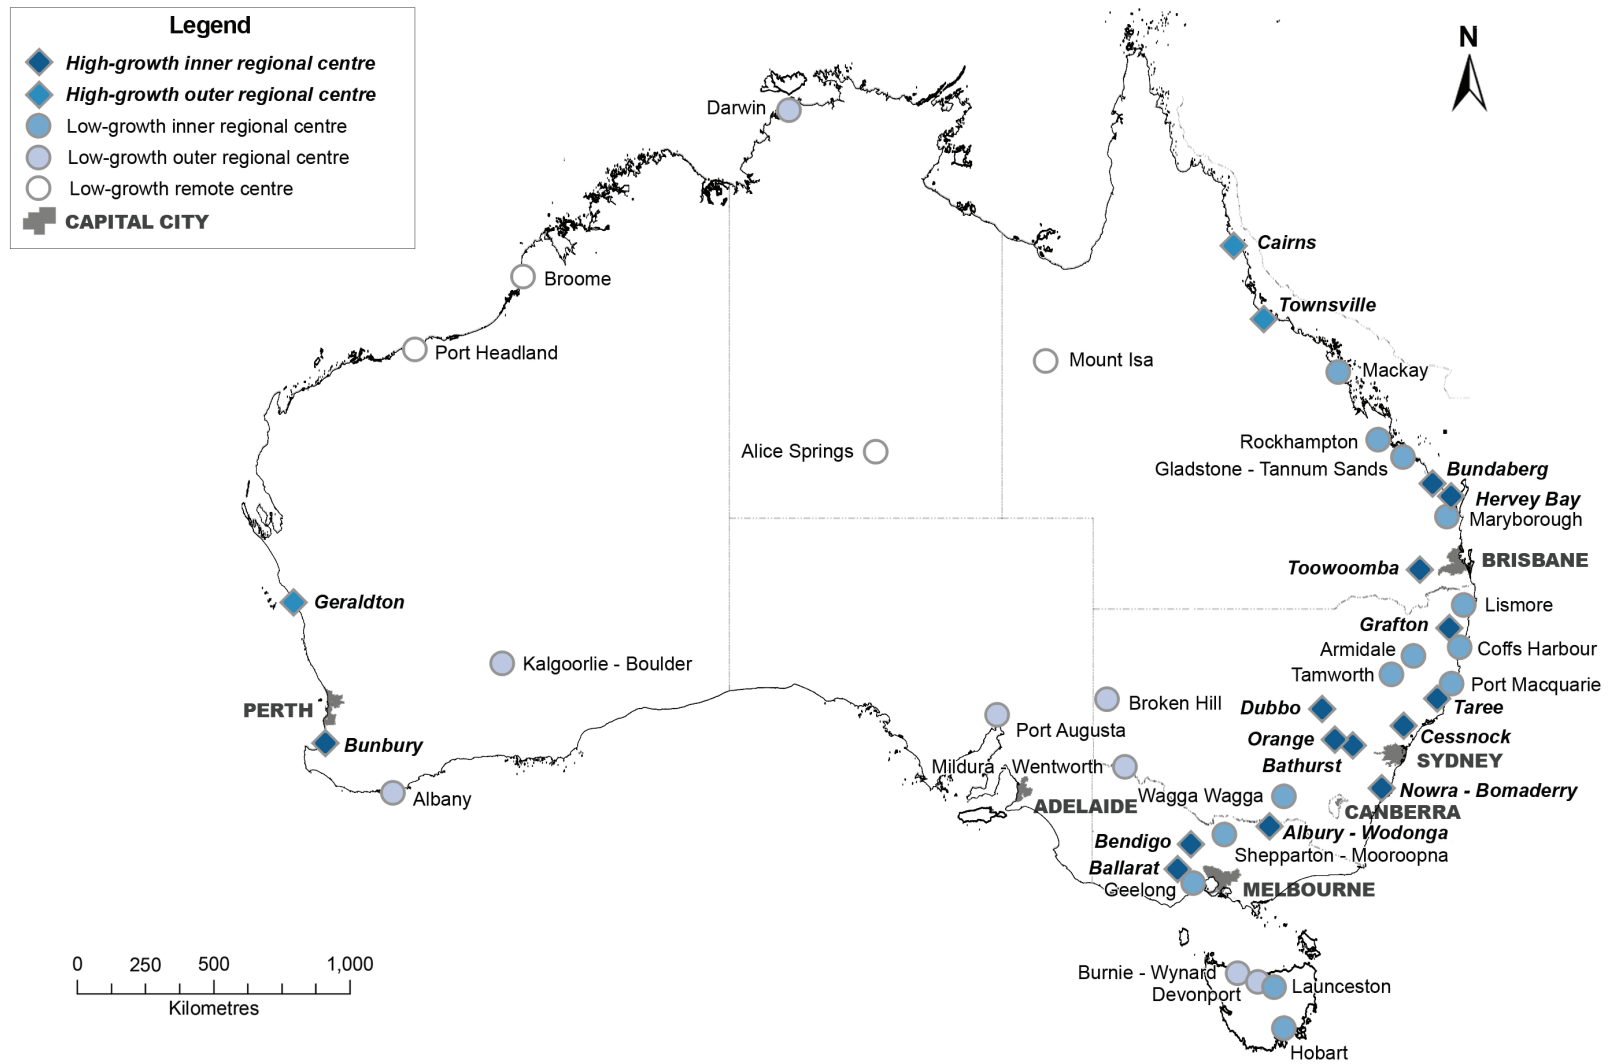 Legend
High-growth inner regional centre
High-growth outer regional centre
Low-growth inner regional centre
Low-growth outer regional centre
Low-growth remote centre
CAPITAL CITY
N
Darwin
Cairns
Broome
Townsville
Port Headland
Mount Isa
Mackay
Alice Springs
Rockhampton
Gladstone - Tannum Sands
Bundaberg
Hervey Bay
Maryborough
BRISBANE
Toowoomba
Geraldton
Lismore
Grafton
Armidale
Coffs Harbour
Kalgoorlie - Boulder
Tamworth
Port Macquarie
PERTH
Broken Hill
Dubbo
Taree
Port Augusta
Bunbury
Orange
Cessnock
Bathurst
SYDNEY
Mildura - Wentworth
Albany
ADELAIDE
Wagga Wagga
Nowra - Bomaderry
CANBERRA
Albury - Wodonga
Bendigo
Shepparton - Mooroopna
Ballarat
Geelong
MELBOURNE
0 250 500 1,000
Kilometres
Burnie - Wynard
Devonport
Launceston
Hobart